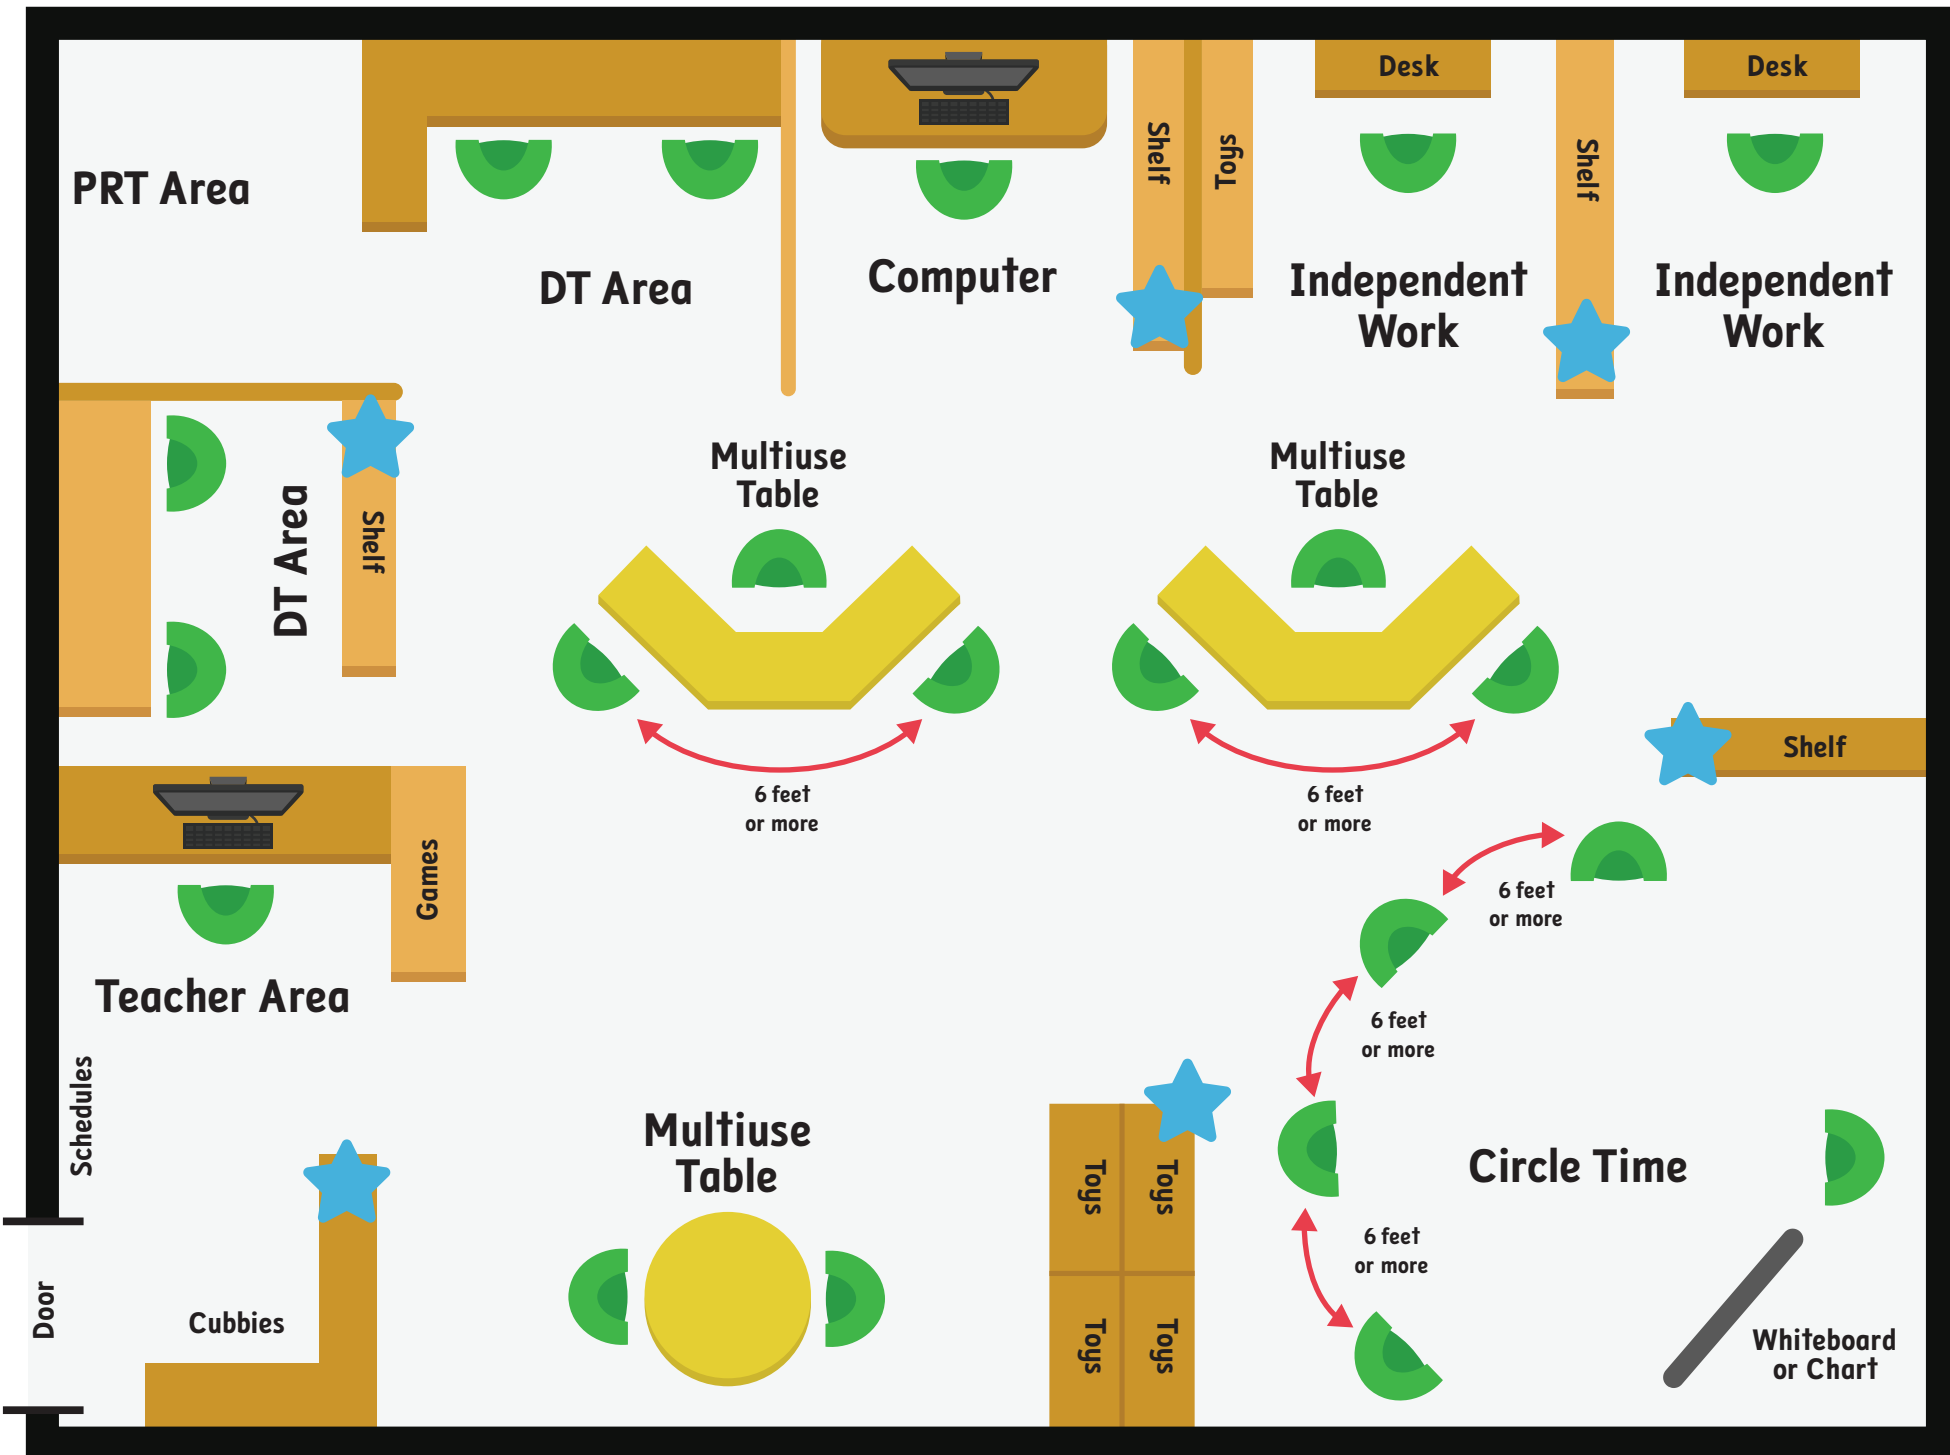 Desk
Desk
Shelf
Toys
Shelf
PRT Area
DT Area
Computer
Independent
Work
Independent
Work
Multiuse
Table
Multiuse
Table
DT Area
Shelf
Shelf
6 feet
or more
6 feet
or more
Games
6 feet
or more
Teacher Area
6 feet
or more
Schedules
Multiuse
Table
Toys
Toys
Circle Time
6 feet
or more
Door
Cubbies
Toys
Toys
Whiteboard
or Chart